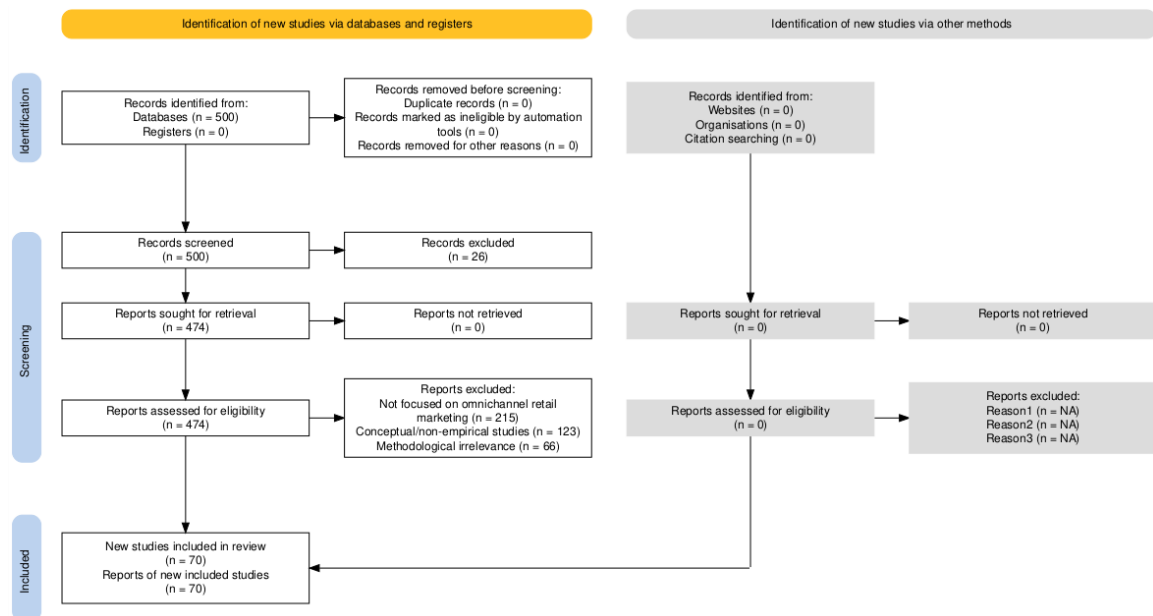 Identification of new studies via databases and registers
Identification of new studies via other methods
Identification
Records identified from:
Databases (n = 500)
Registers (n = 0)
Records removed before screening:
Duplicate records (n = 0)
Records marked as ineligible by automation
tools (n = 0)
Records removed for other reasons (n = 0)
Records identified from:
Websites (n = 0)
Organisations (n = 0)
Citation searching (n = 0)
Screening
Records screened
(n = 500)
Records excluded
(n = 26)
Reports sought for retrieval
(n = 474)
Reports not retrieved
(n = 0)
Reports sought for retrieval
(n = 0)
Reports not retrieved
(n = 0)
Reports assessed for eligibility
(n = 474)
Reports excluded:
Not focused on omnichannel retail
marketing (n = 215)
Conceptual/non-empirical studies (n = 123)
Methodological irrelevance (n = 66)
Reports assessed for eligibility
(n = 0)
Reports excluded:
Reason1 (n = NA)
Reason2 (n = NA)
Reason3 (n = NA)
Included
New studies included in review
(n = 70)
Reports of new included studies
(n = 70)